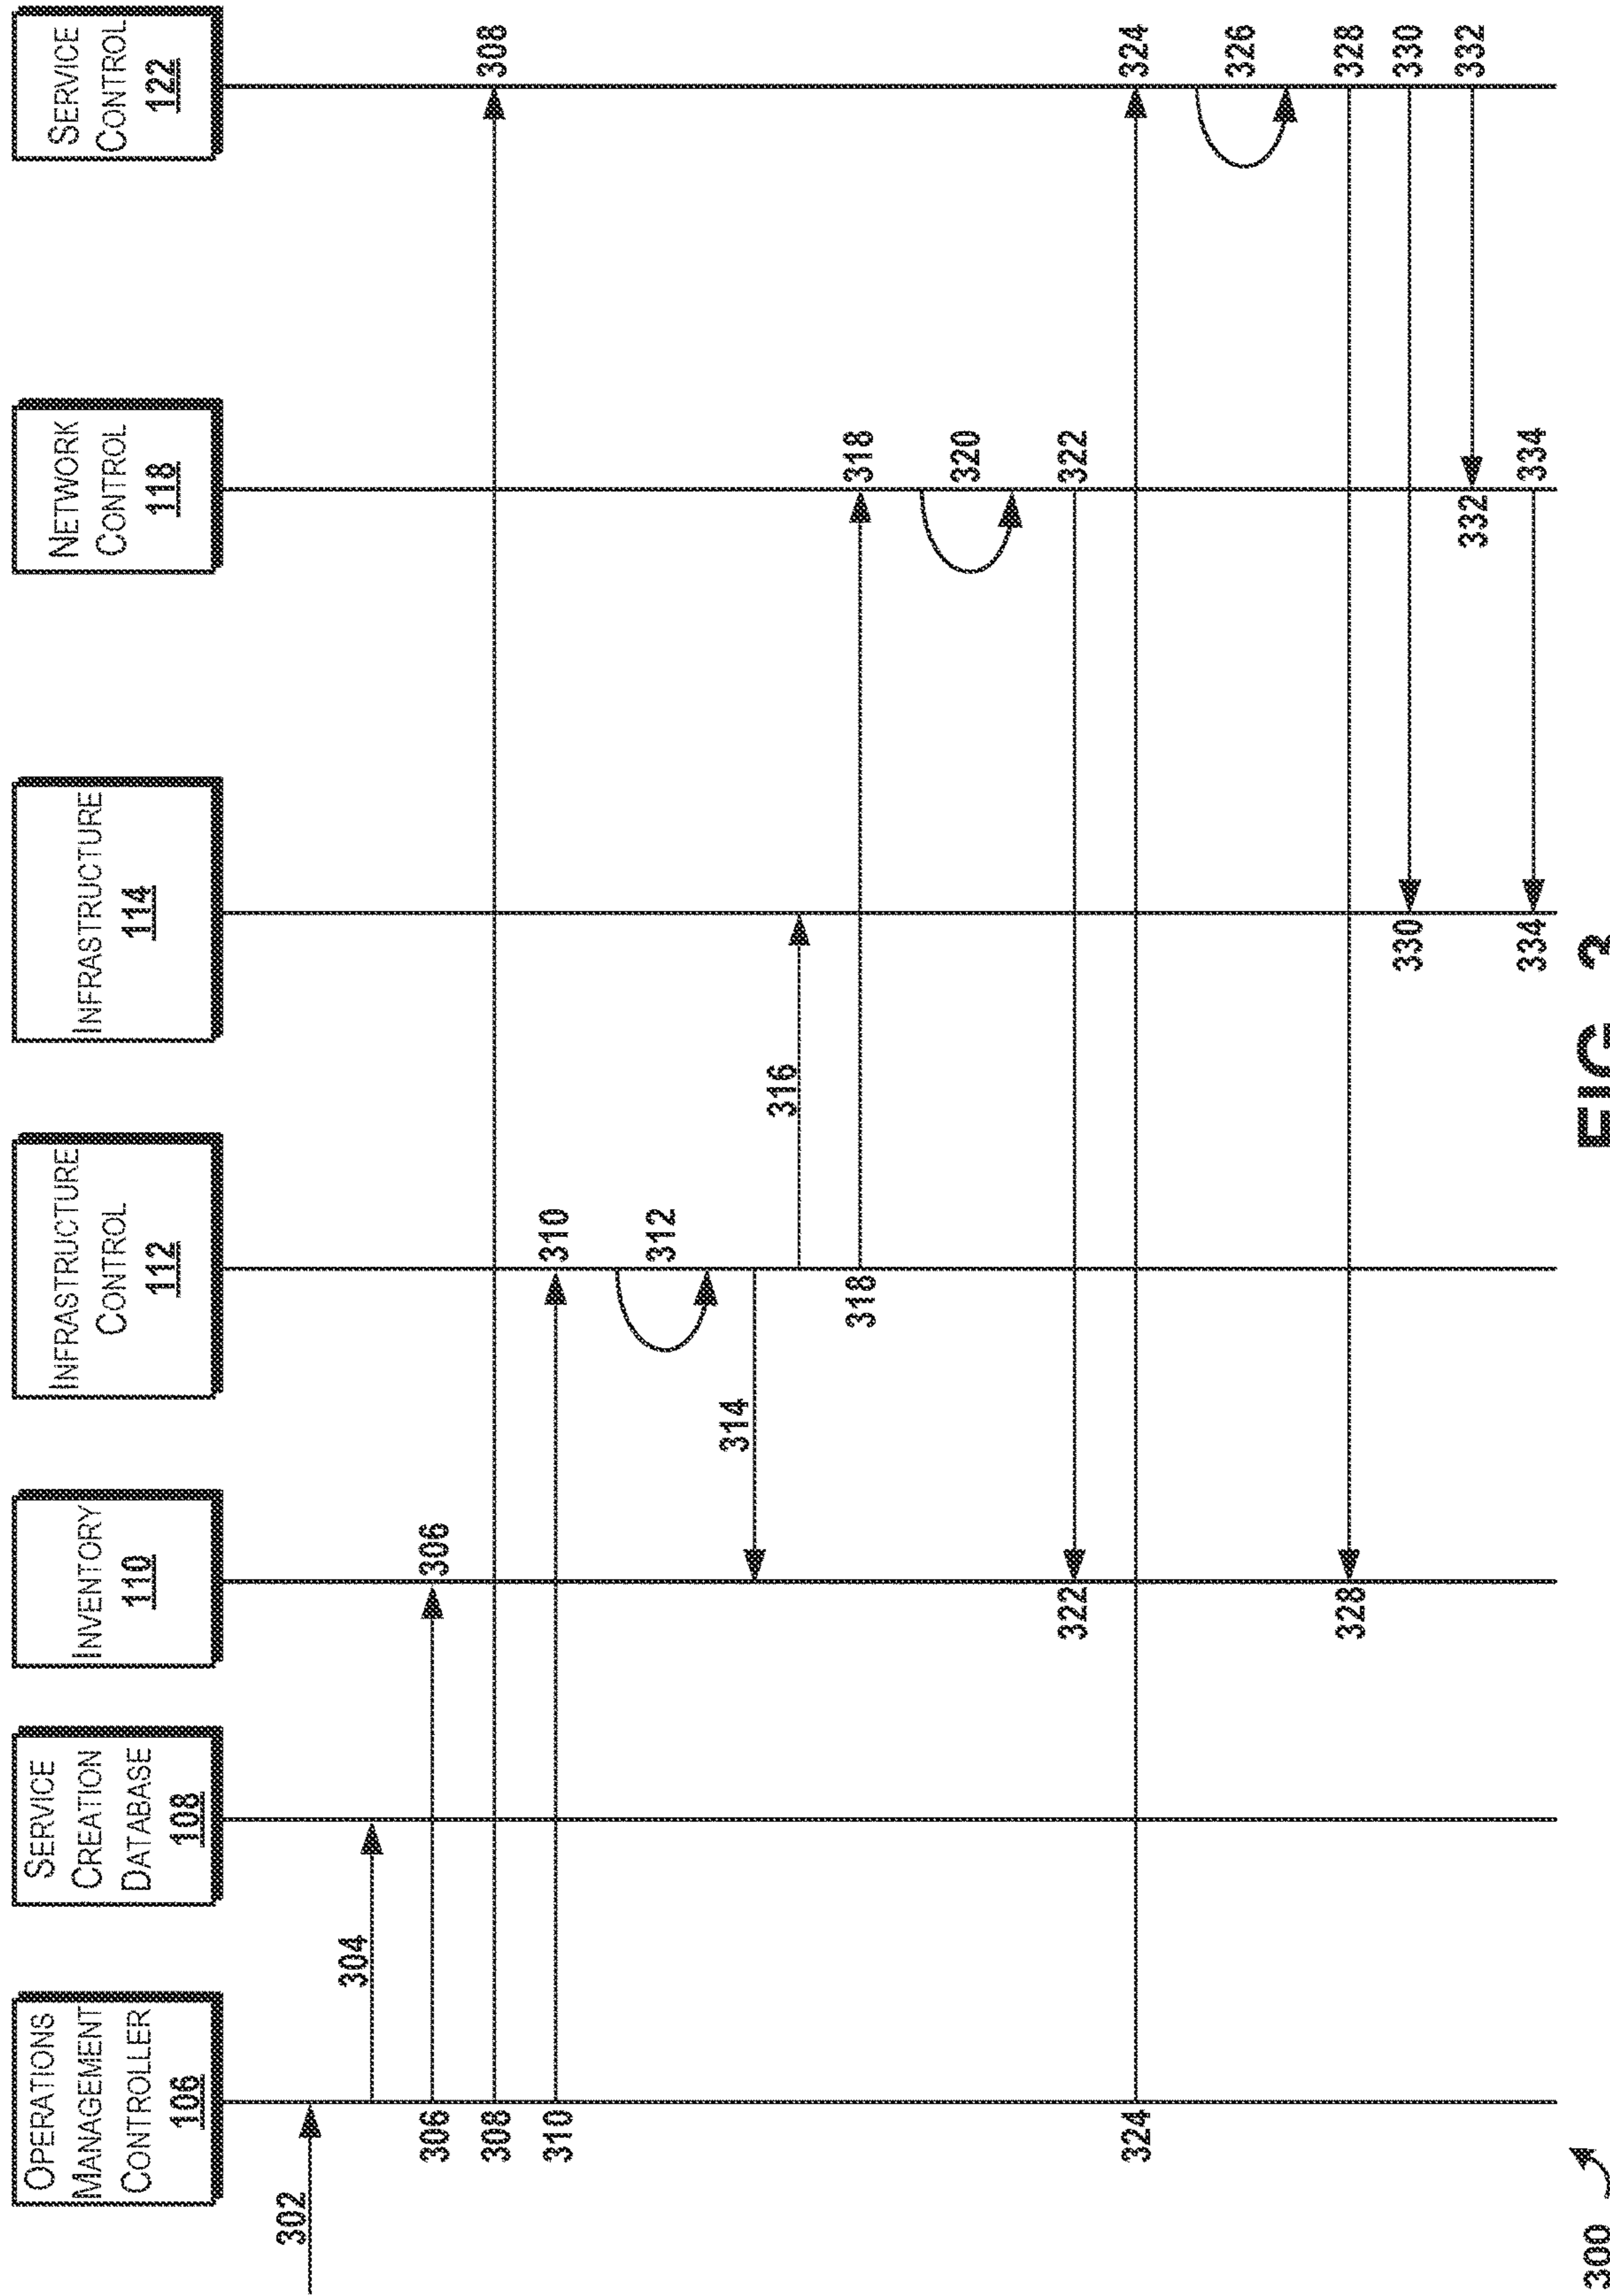 OPERATIONS
MANAGEMENT
CONTROLLER
106
SERVICE
CREATION
DATABASE
108
INVENTORY
110
INFRASTRUCTURE
CONTROL
112
INFRASTRUCTURE
114
NETWORK
CONTROL
118
SERVICE
CONTROL
122
302
304
306
306
308
308
310
310
312
314
316
318
318
320
322
322
324
324
326
328
328
330
330
332
332
334
334
300
FIG. 3